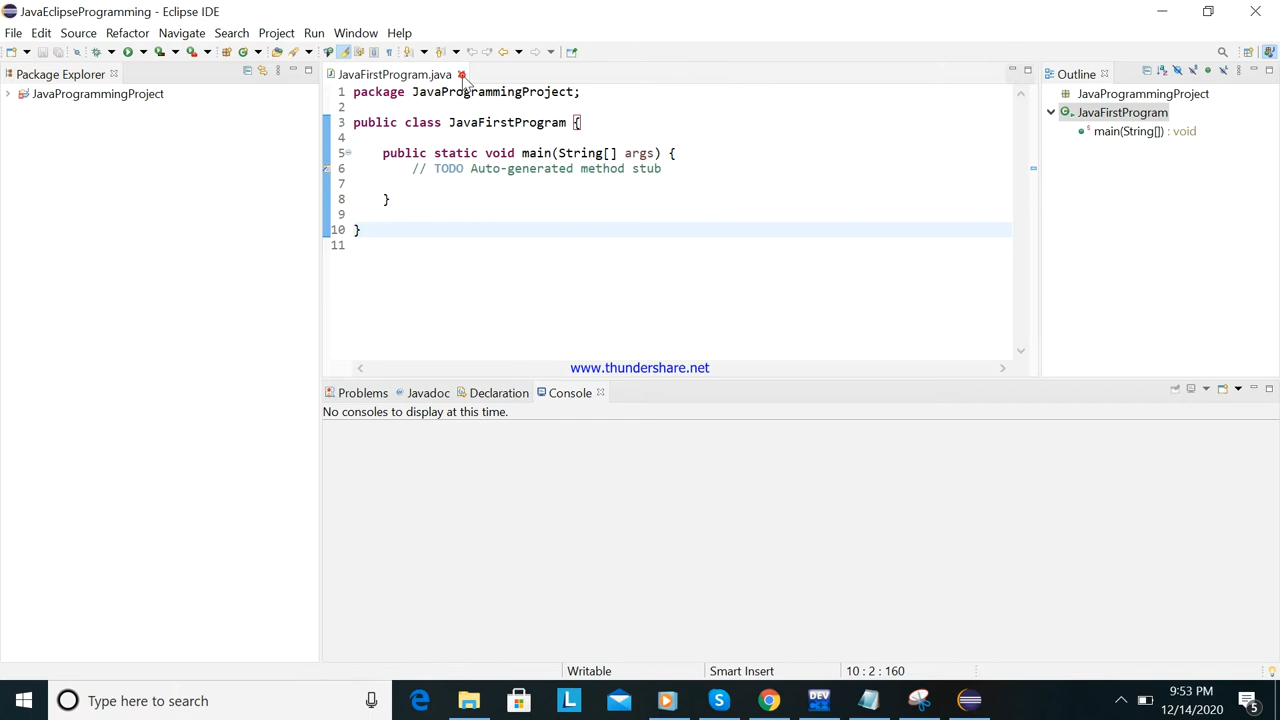 JavaEclipseProgramming - Eclipse IDE
File Edit Source Refactor Navigate Search Project Run Window Help
Package Explorer
JavaProgrammingProject
JavaFirstProgram.java
1 package JavaProgrammingProject;
2
3 public class JavaFirstProgram {
4
5 public static void main(String[] args) {
6 // TODO Auto-generated method stub
7
8 }
9
10 }
11
www.thundershare.net
Outline
JavaProgrammingProject
JavaFirstProgram
main(String[]) : void
Problems Javadoc Declaration Console
No consoles to display at this time.
Writable Smart Insert 10 : 2 : 160
Type here to search
9:53 PM
12/14/2020
5